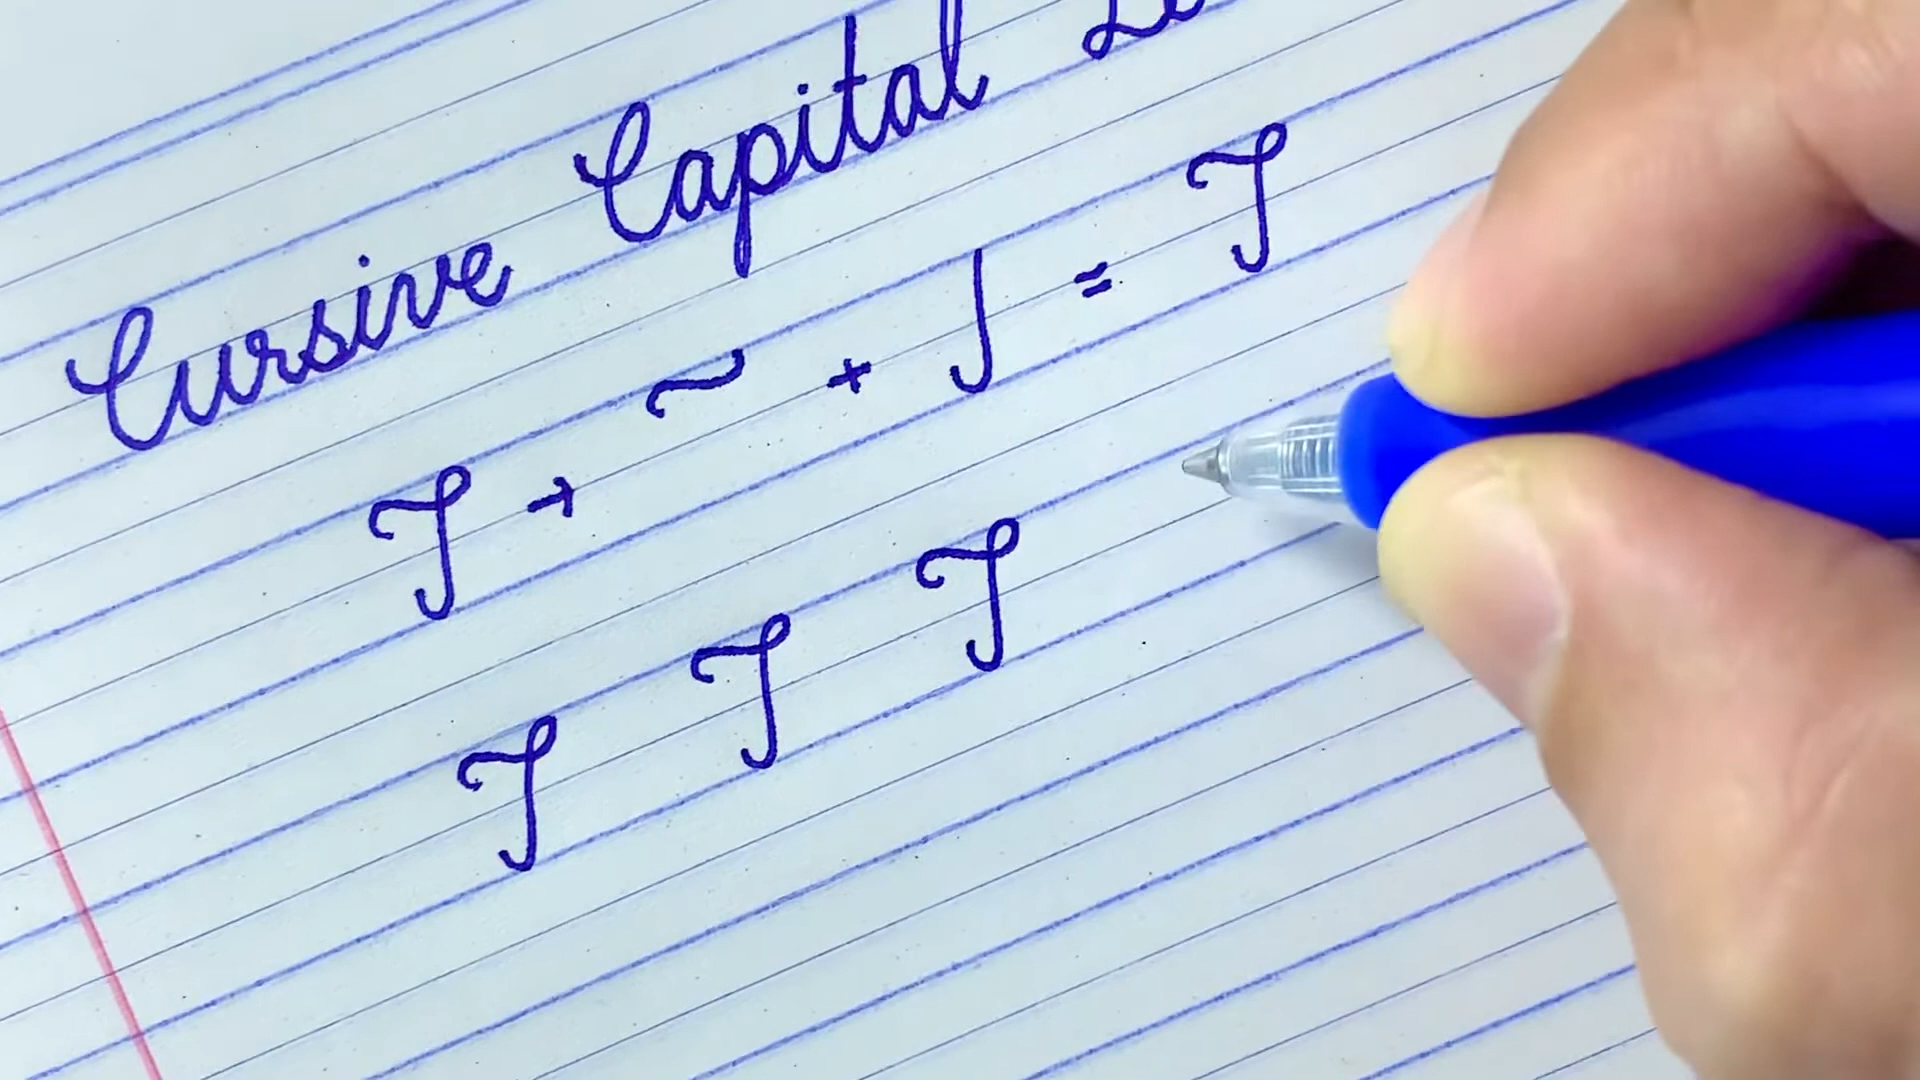 Cursive Capital
T → ~ + J = T
T T T